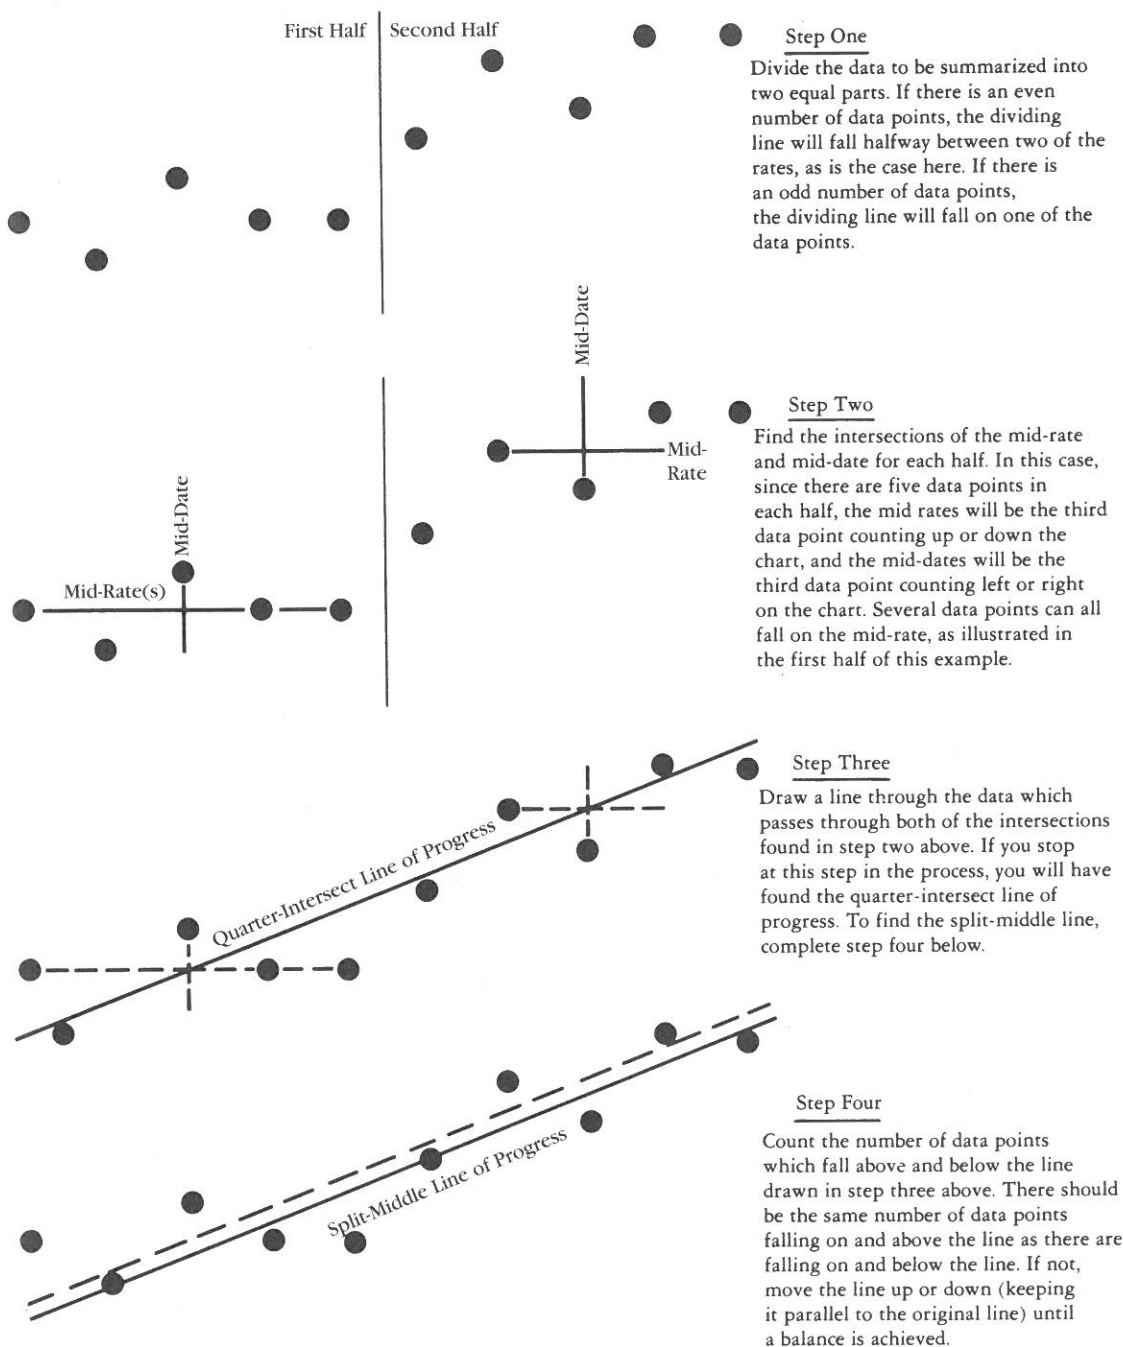 First Half
Second Half
Step One
Divide the data to be summarized into
two equal parts. If there is an even
number of data points, the dividing
line will fall halfway between two of the
rates, as is the case here. If there is
an odd number of data points,
the dividing line will fall on one of the
data points.
Mid-Date
Mid-
Rate
Mid-Date
Mid-Rate(s)
Step Two
Find the intersections of the mid-rate
and mid-date for each half. In this case,
since there are five data points in
each half, the mid rates will be the third
data point counting up or down the
chart, and the mid-dates will be the
third data point counting left or right
on the chart. Several data points can all
fall on the mid-rate, as illustrated in
the first half of this example.
Quarter-Intersect Line of Progress
Step Three
Draw a line through the data which
passes through both of the intersections
found in step two above. If you stop
at this step in the process, you will have
found the quarter-intersect line of
progress. To find the split-middle line,
complete step four below.
Split-Middle Line of Progress
Step Four
Count the number of data points
which fall above and below the line
drawn in step three above. There should
be the same number of data points
falling on and above the line as there are
falling on and below the line. If not,
move the line up or down (keeping
it parallel to the original line) until
a balance is achieved.